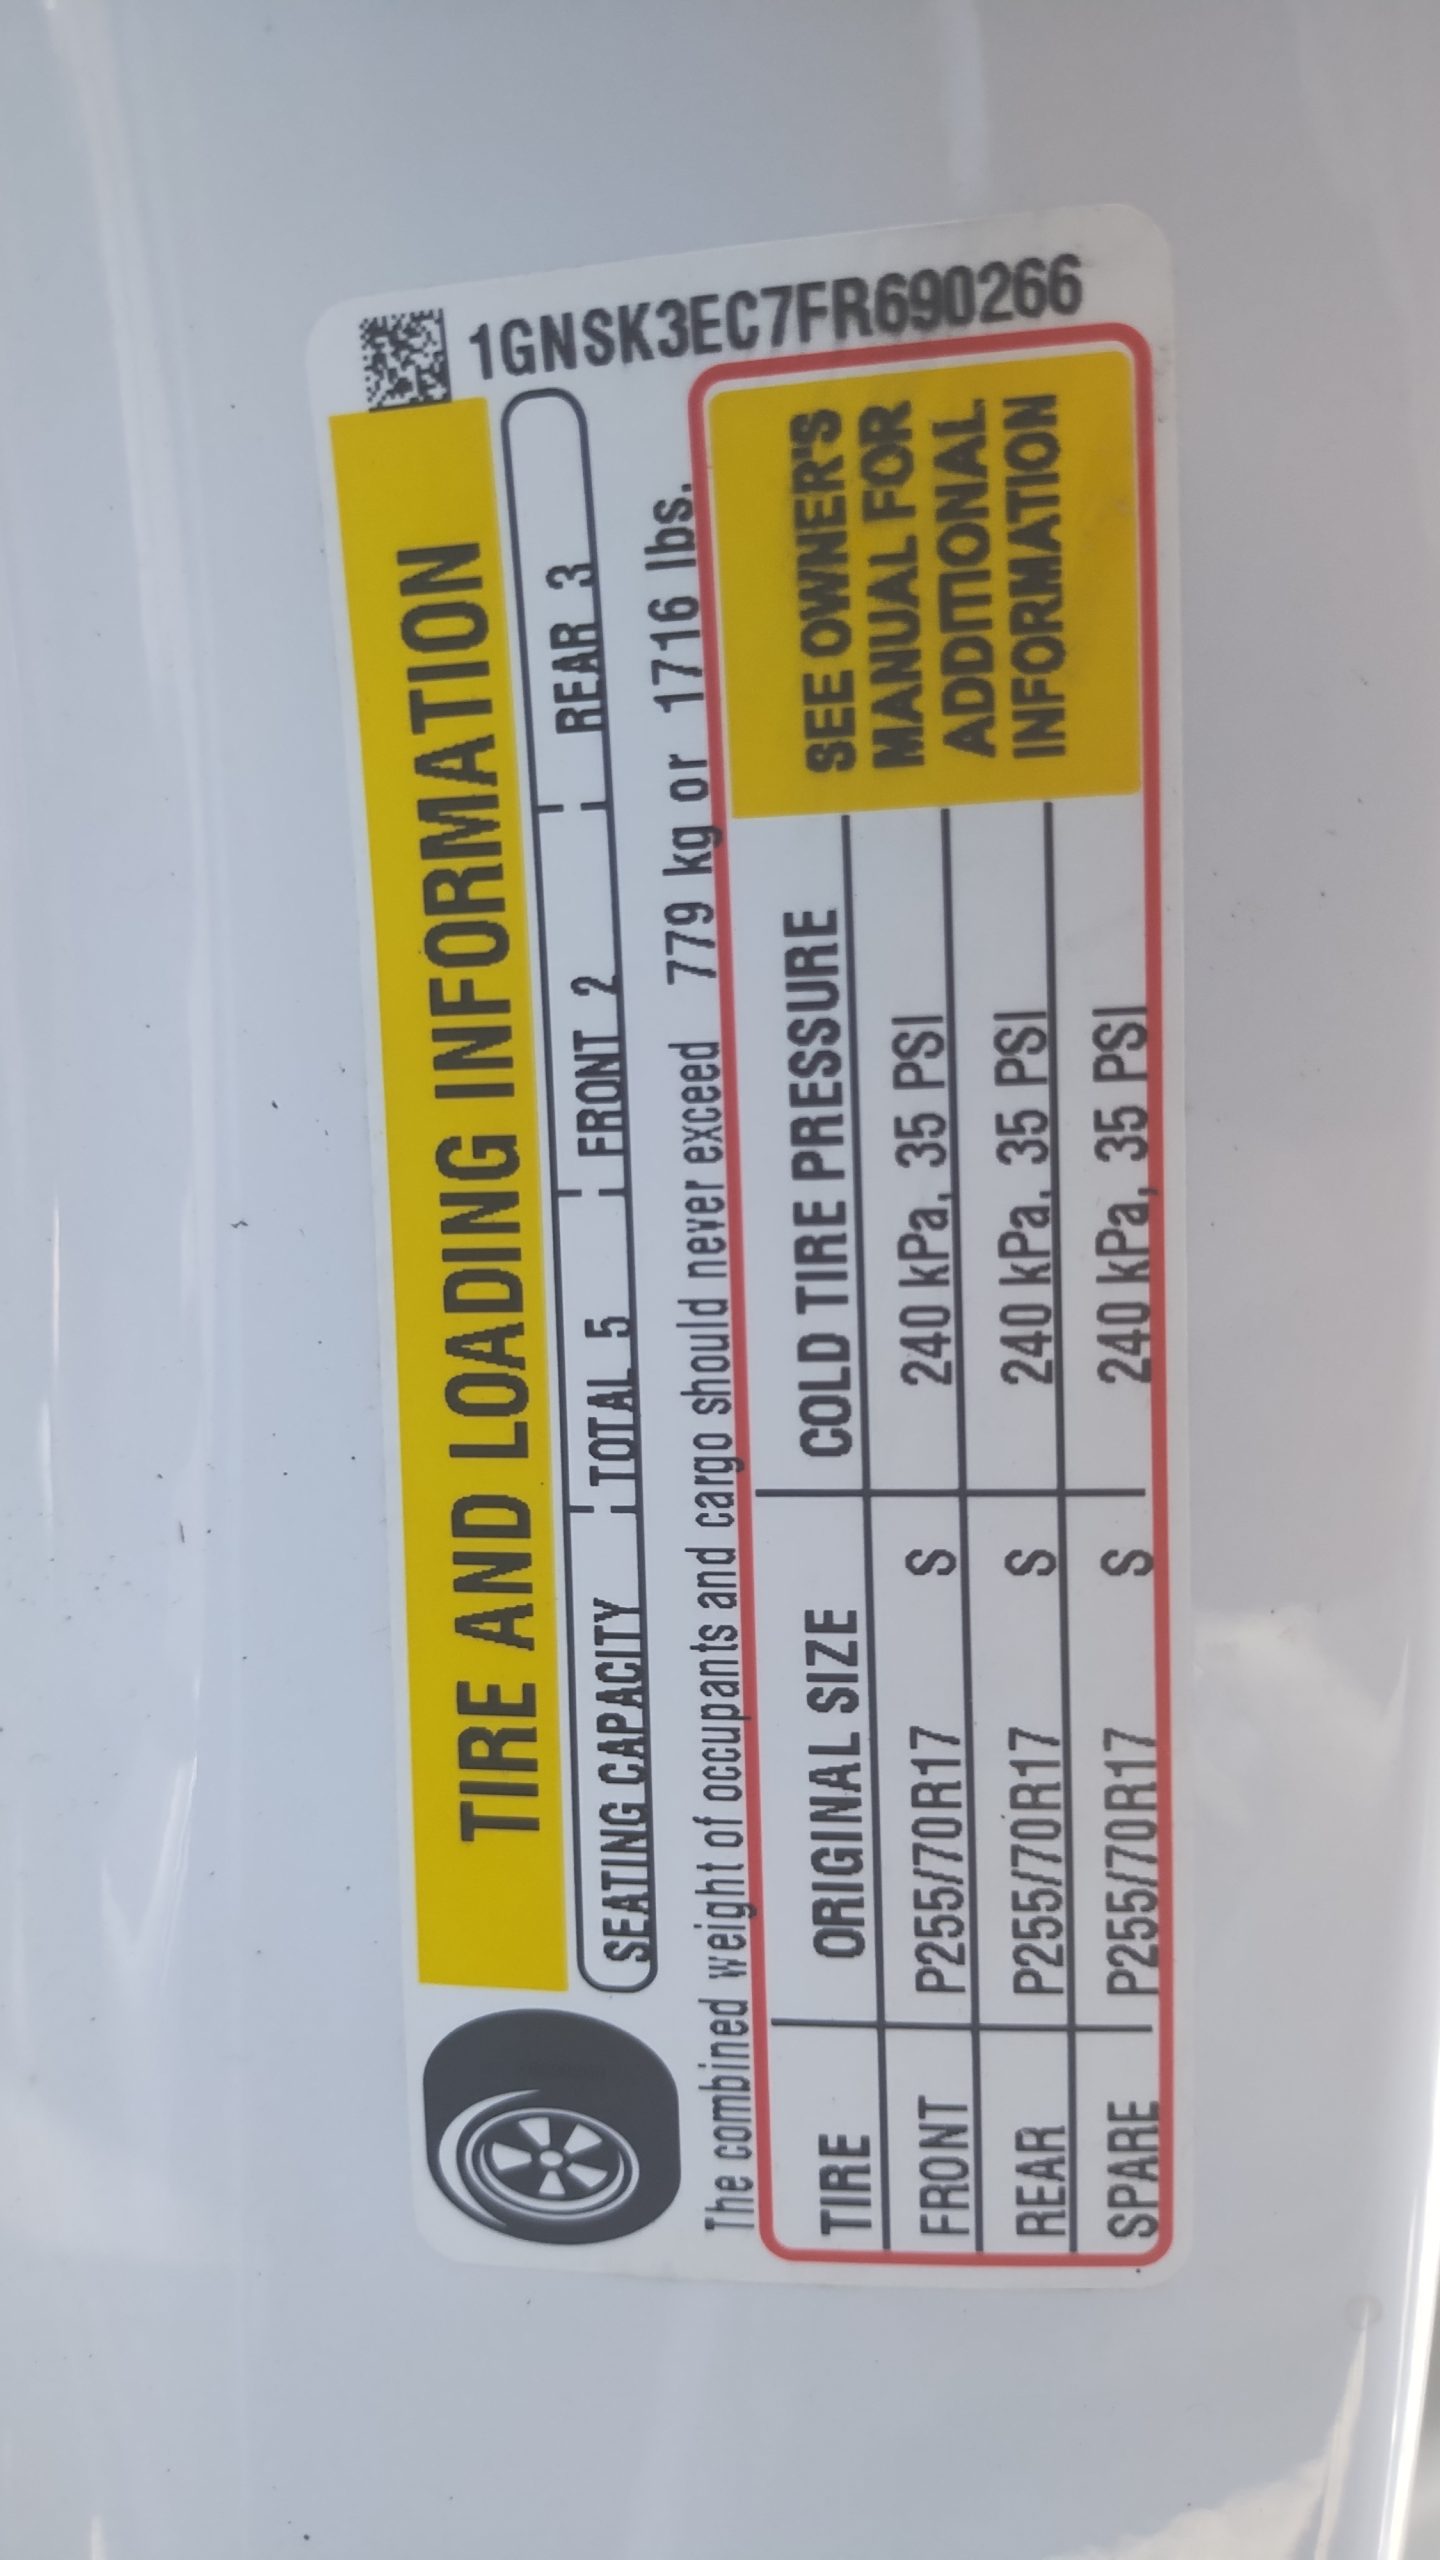 TIRE AND LOADING INFORMATION
SEATING CAPACITY TOTAL 5 FRONT 2 REAR 3
The combined weight of occupants and cargo should never exceed 779 kg or 1716 lbs.
TIRE ORIGINAL SIZE COLD TIRE PRESSURE
FRONT P255/70R17 S 240 kPa, 35 PSI
REAR P255/70R17 S 240 kPa, 35 PSI
SPARE P255/70R17 S 240 kPa, 35 PSI
SEE OWNER'S
MANUAL FOR
ADDITIONAL
INFORMATION
1GNSK3EC7FR690266